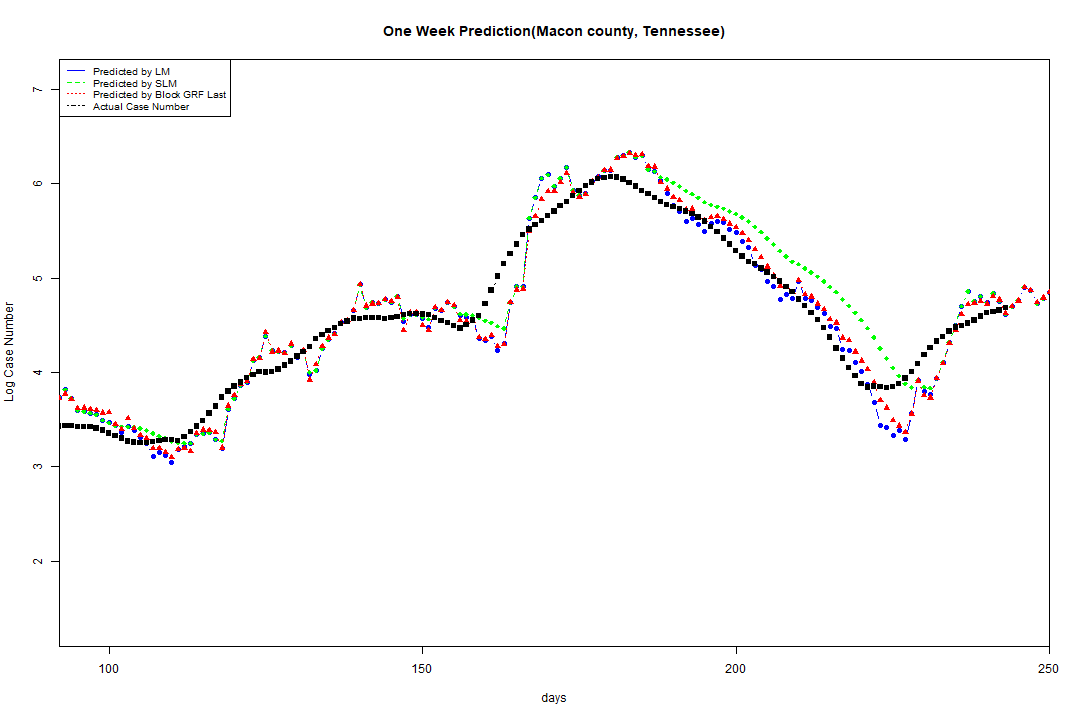 One Week Prediction(Macon county, Tennessee)
Predicted by LM
Predicted by SLM
Predicted by Block GRF Last
Actual Case Number
7
6
5
4
3
2
Log Case Number
100
150
200
250
days